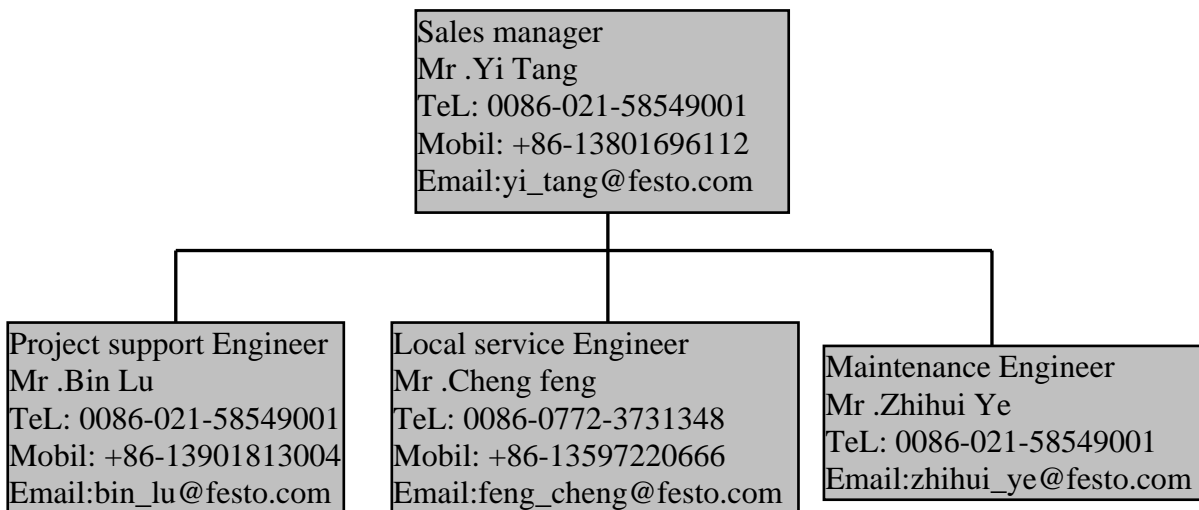 Sales manager
Mr .Yi Tang
TeL: 0086-021-58549001
Mobil: +86-13801696112
Email:yi_tang@festo.com
Project support Engineer
Mr .Bin Lu
TeL: 0086-021-58549001
Mobil: +86-13901813004
Email:bin_lu@festo.com
Local service Engineer
Mr .Cheng feng
TeL: 0086-0772-3731348
Mobil: +86-13597220666
Email:feng_cheng@festo.com
Maintenance Engineer
Mr .Zhihui Ye
TeL: 0086-021-58549001
Email:zhihui_ye@festo.com